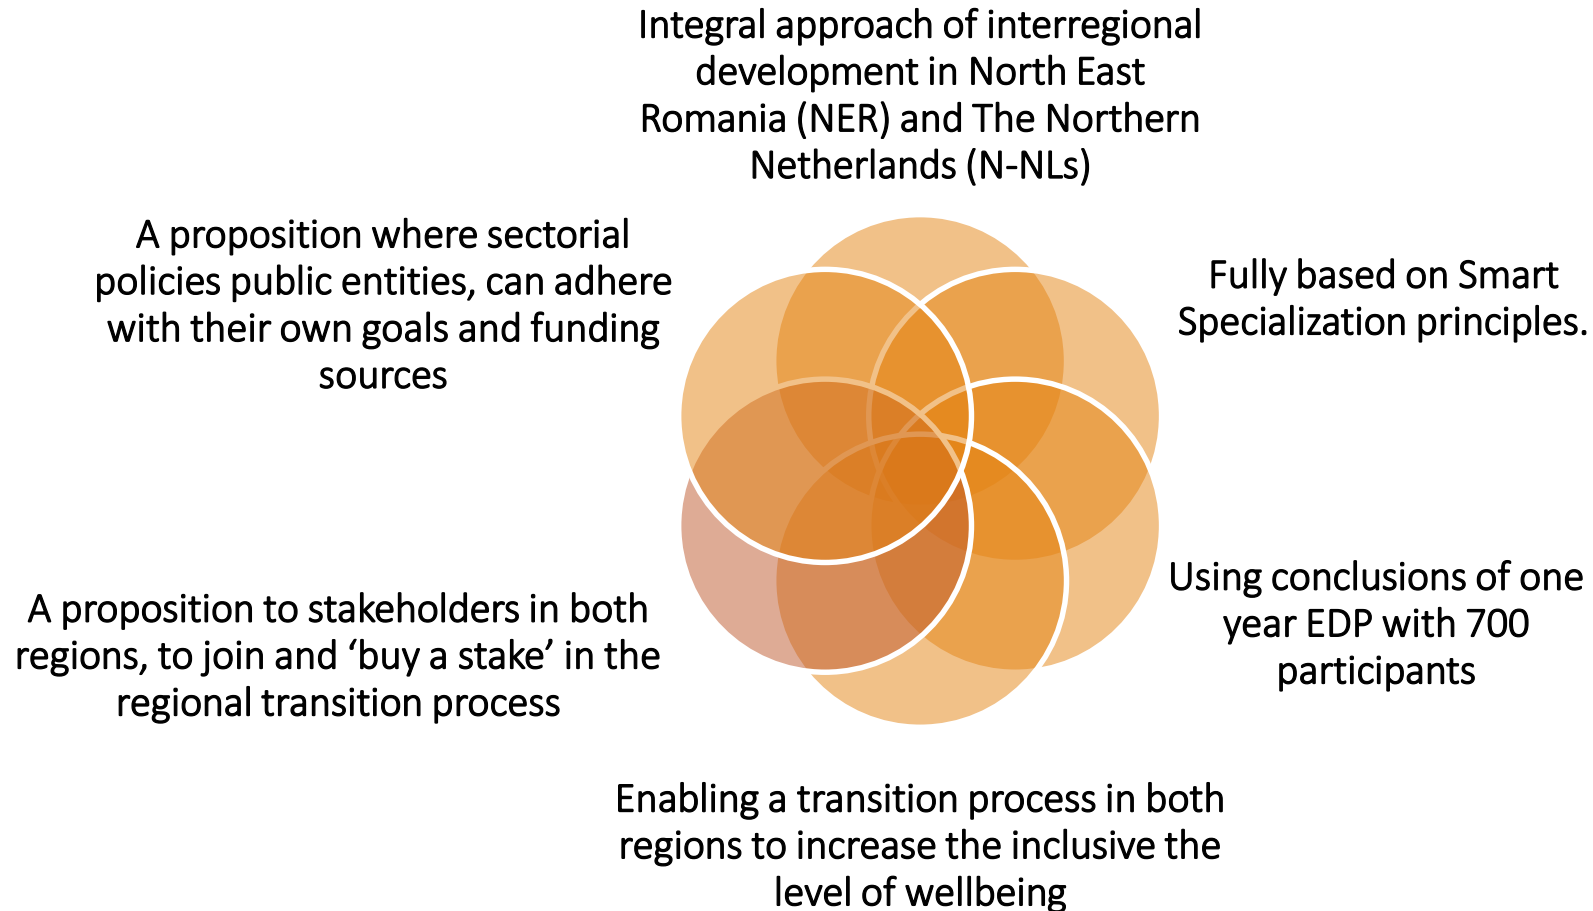 Integral approach of interregional
development in North East
Romania (NER) and The Northern
Netherlands (N-NLs)
Fully based on Smart
Specialization principles.
Using conclusions of one
year EDP with 700
participants
Enabling a transition process in both
regions to increase the inclusive the
level of wellbeing
A proposition to stakeholders in both
regions, to join and ‘buy a stake’ in the
regional transition process
A proposition where sectorial
policies public entities, can adhere
with their own goals and funding
sources